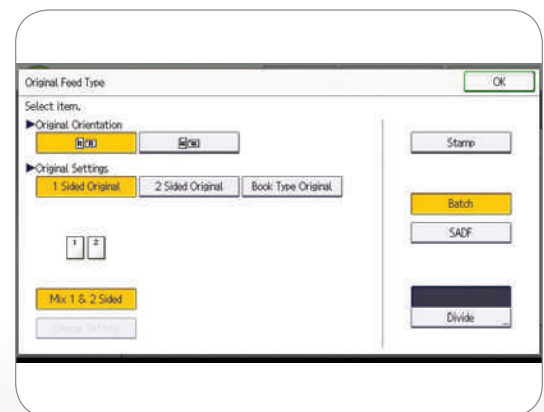 Original Feed Type
OK
Select item.
►Original Orientation
Stamp
►Original Settings
1 Sided Original
2 Sided Original
Book Type Original
Batch
1 2
SADF
Mix 1 & 2 Sided
Divide